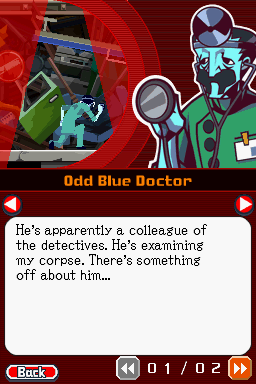 Odd Blue Doctor
He's apparently a colleague of
the detectives. He's examining
my corpse. There's something
off about him...
Back
01/02